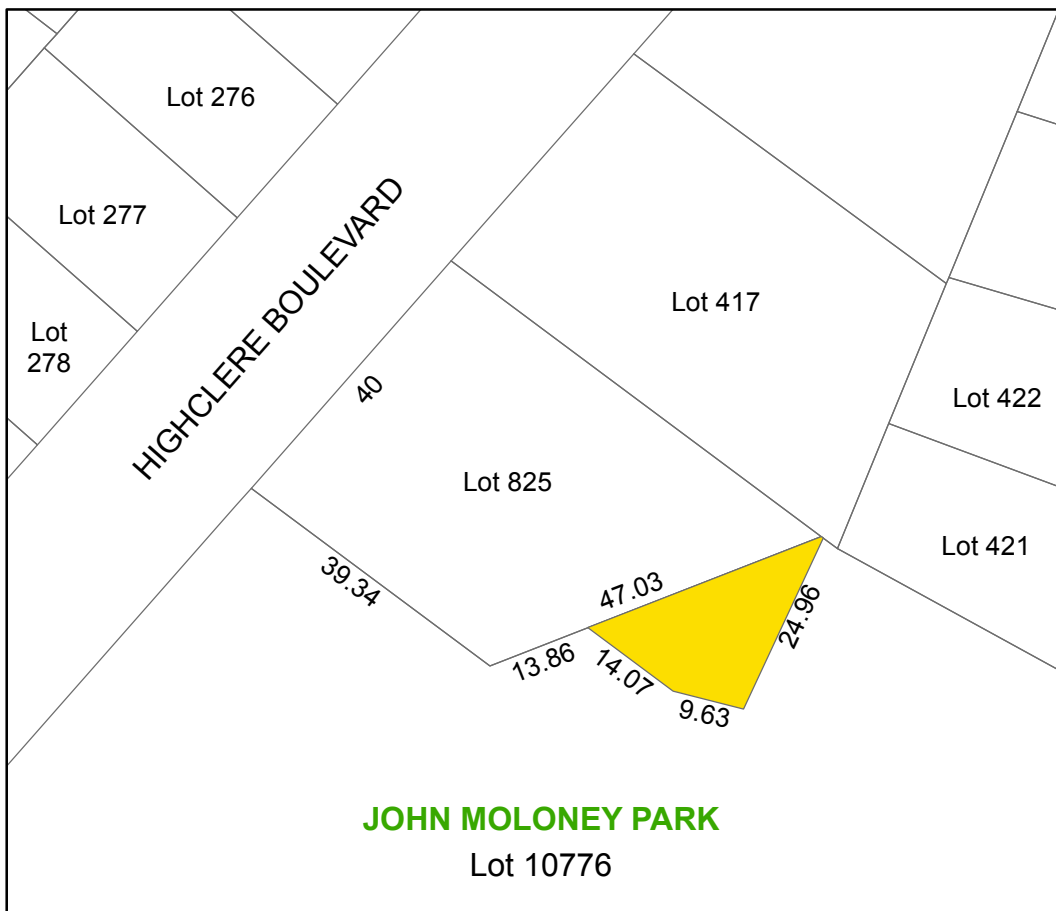 Lot 276
Lot 277
Lot
278
HIGHCLERE BOULEVARD
Lot 417
40
Lot 422
Lot 825
Lot 421
39.34
47.03
24.96
13.86
14.07
9.63
JOHN MOLONEY PARK
Lot 10776